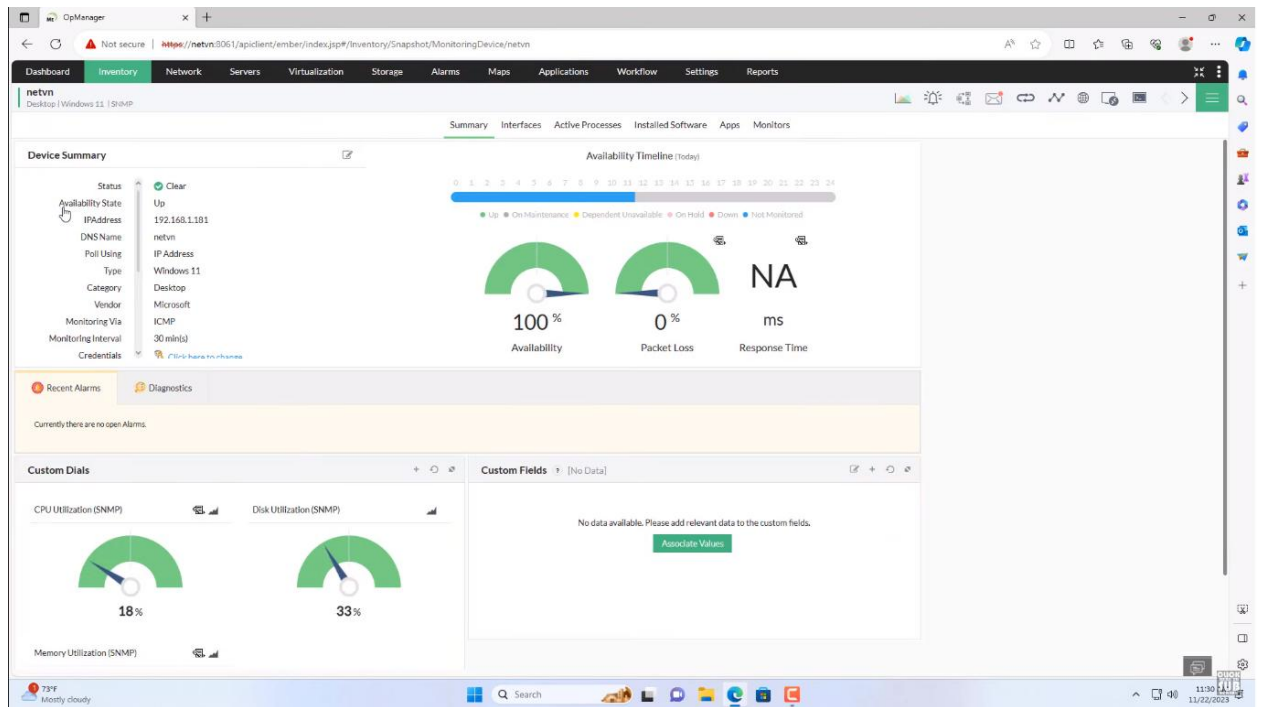 OpManager
Not secure | https://netvn:8061/apiclient/ember/index.jsp#/Inventory/Snapshot/MonitoringDevice/netvn
Dashboard Inventory Network Servers Virtualization Storage Alarms Maps Applications Workflow Settings Reports
netvn
Desktop | Windows 11 | SNMP
Summary Interfaces Active Processes Installed Software Apps Monitors
Device Summary
Status Clear
Availability State Up
IPAddress 192.168.1.181
DNS Name netvn
Poll Using IP Address
Type Windows 11
Category Desktop
Vendor Microsoft
Monitoring Via ICMP
Monitoring Interval 30 min(s)
Credentials Click here to change
Availability Timeline (Today)
0 1 2 3 4 5 6 7 8 9 10 11 12 13 14 15 16 17 18 19 20 21 22 23 24
Up On Maintenance Dependent Unavailable On Hold Down Not Monitored
100 % 0 % NA ms
Availability Packet Loss Response Time
Recent Alarms Diagnostics
Currently there are no open Alarms.
Custom Dials
CPU Utilization (SNMP) Disk Utilization (SNMP)
18 % 33 %
Memory Utilization (SNMP)
Custom Fields ? [No Data]
No data available. Please add relevant data to the custom fields.
Associate Values
73°F
Mostly cloudy
Search
11:30
11/22/2023